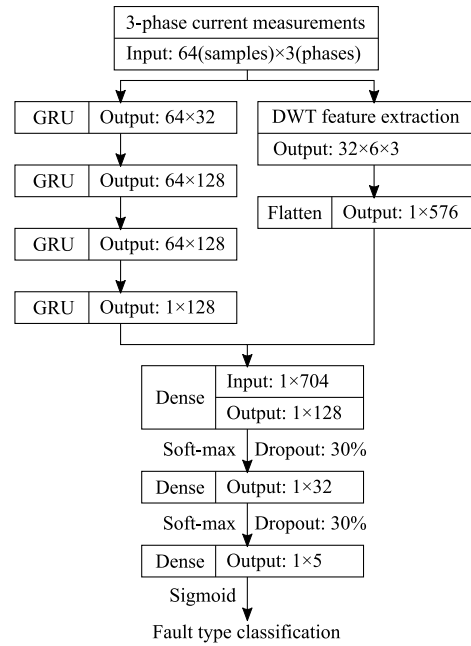 3-phase current measurements
Input: 64(samples)×3(phases)
GRU Output: 64×32
GRU Output: 64×128
GRU Output: 64×128
GRU Output: 1×128
DWT feature extraction
Output: 32×6×3
Flatten Output: 1×576
Dense
Input: 1×704
Output: 1×128
Soft-max Dropout: 30%
Dense Output: 1×32
Soft-max Dropout: 30%
Dense Output: 1×5
Sigmoid
Fault type classification